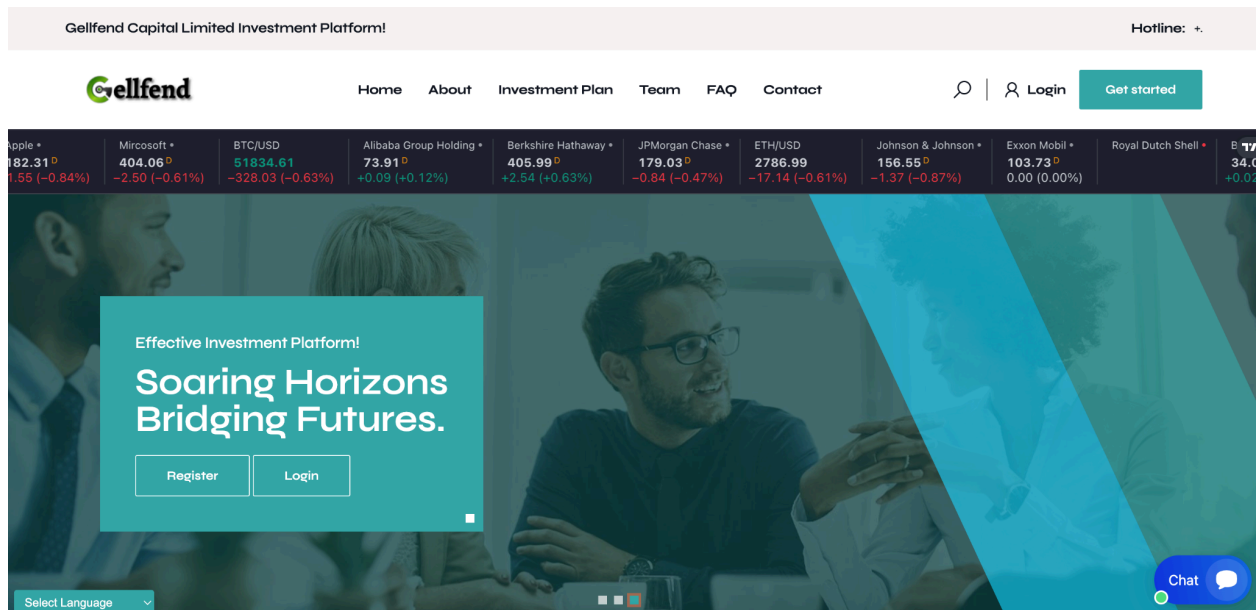 Gellfend Capital Limited Investment Platform!
Hotline: +.
Gellfend
Home About Investment Plan Team FAQ Contact
Login
Get started
Apple Mircosoft BTC/USD Alibaba Group Holding Berkshire Hathaway JPMorgan Chase ETH/USD Johnson & Johnson Exxon Mobil Royal Dutch Shell B
182.31 D 404.06 D 51834.61 73.91 D 405.99 D 179.03 D 2786.99 156.55 D 103.73 D 34.0
1.55 (−0.84%) −2.50 (−0.61%) −328.03 (−0.63%) +0.09 (+0.12%) +2.54 (+0.63%) −0.84 (−0.47%) −17.14 (−0.61%) −1.37 (−0.87%) 0.00 (0.00%) +0.02
Effective Investment Platform!
Soaring Horizons
Bridging Futures.
Register Login
Chat
Select Language